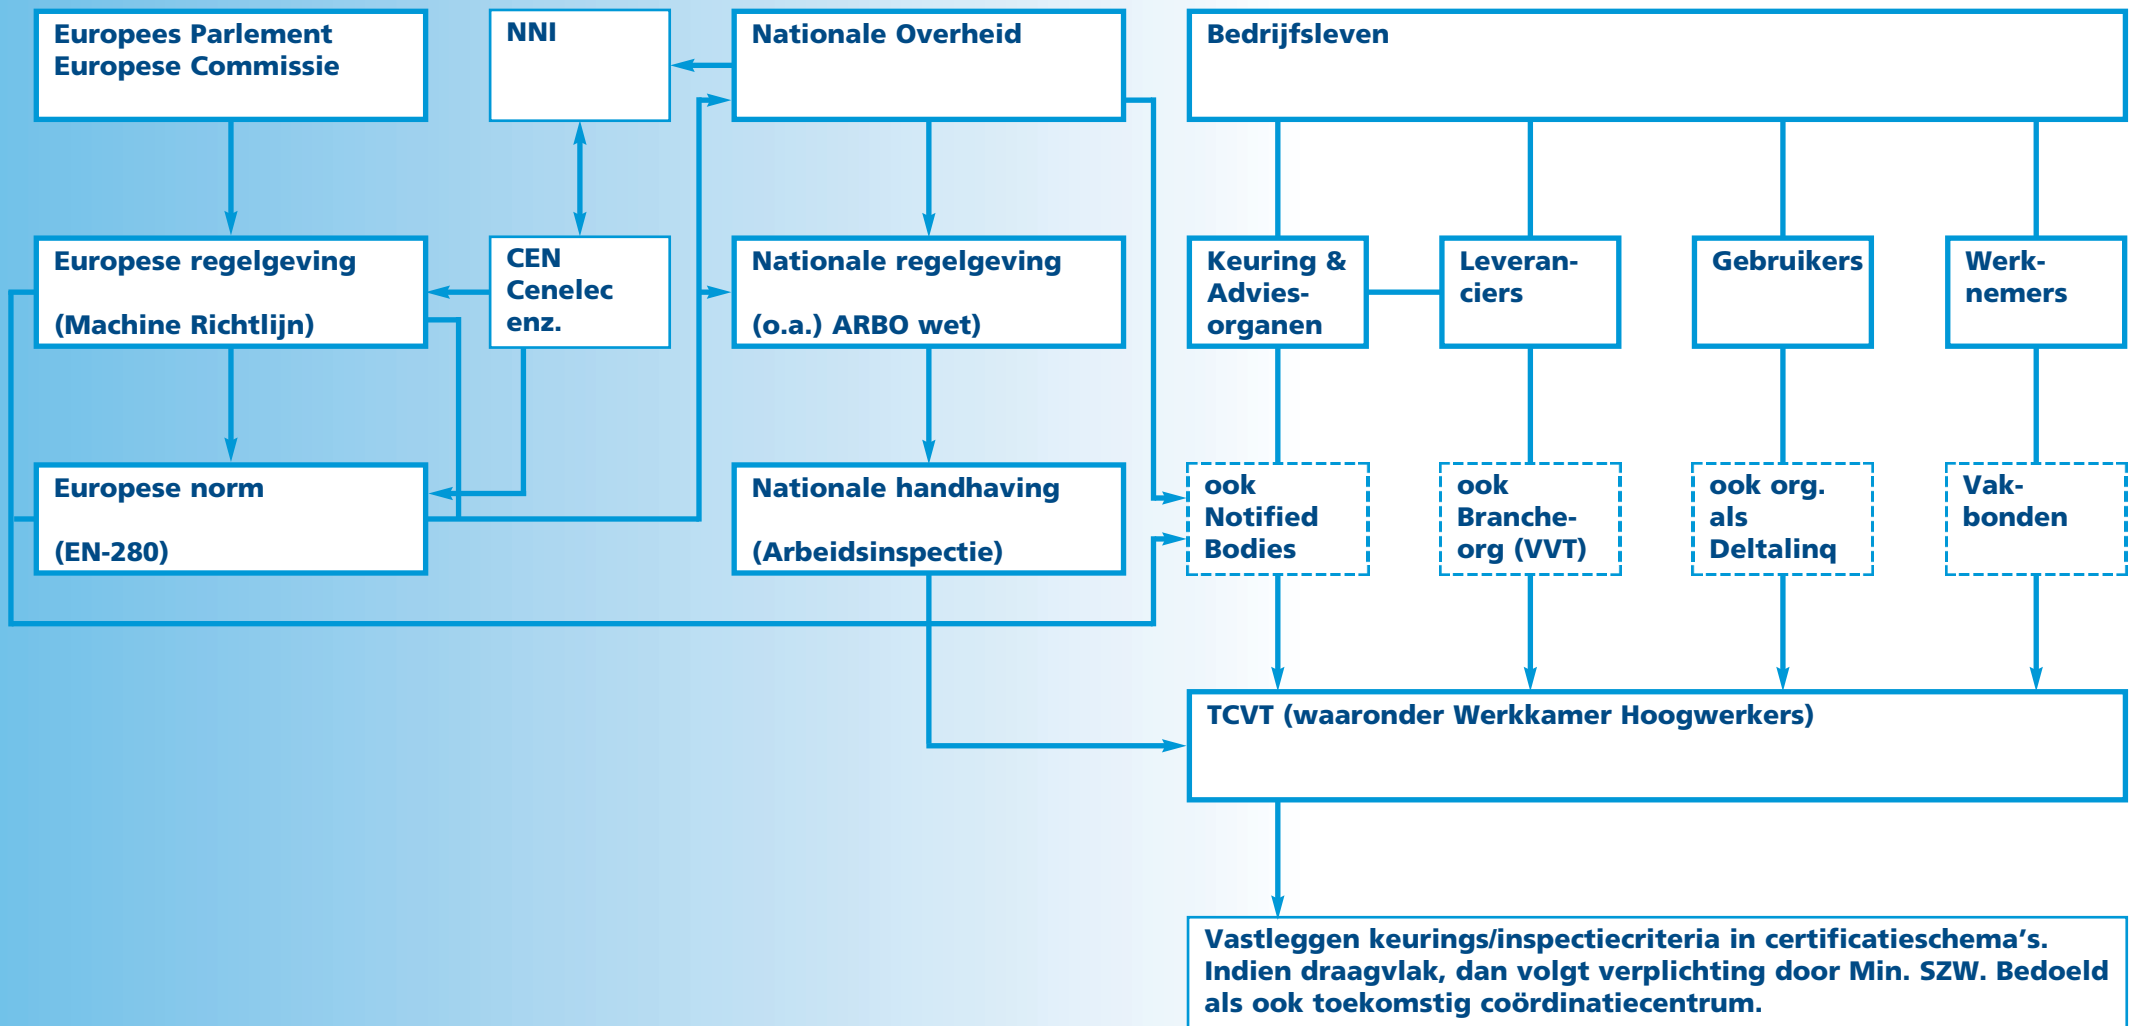 Europees Parlement
Europese Commissie
NNI
Nationale Overheid
Bedrijfsleven
Europese regelgeving
(Machine Richtlijn)
CEN
Cenelec
enz.
Nationale regelgeving
(o.a.) ARBO wet)
Keuring &
Advies-
organen
Leveran-
ciers
Gebruikers
Werk-
nemers
Europese norm
(EN-280)
Nationale handhaving
(Arbeidsinspectie)
ook
Notified
Bodies
ook
Branche-
org (VVT)
ook org.
als
Deltalinq
Vak-
bonden
TCVT (waaronder Werkkamer Hoogwerkers)
Vastleggen keurings/inspectiecriteria in certificatieschema’s.
Indien draagvlak, dan volgt verplichting door Min. SZW. Bedoeld
als ook toekomstig coördinatiecentrum.